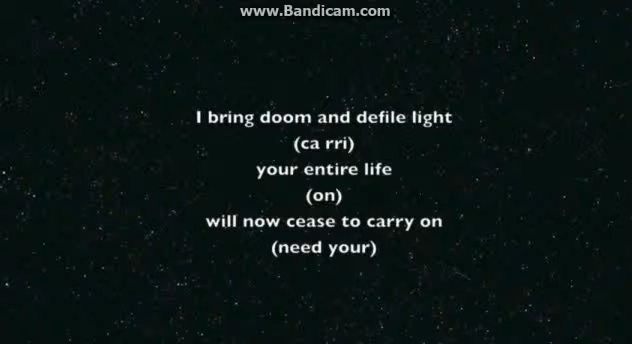 www.Bandicam.com
I bring doom and defile light
(ca rri)
your entire life
(on)
will now cease to carry on
(need your)